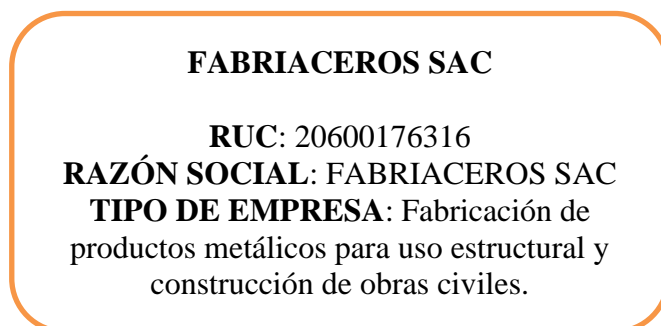 FABRIACEROS SAC
RUC: 20600176316
RAZÓN SOCIAL: FABRIACEROS SAC
TIPO DE EMPRESA: Fabricación de
productos metálicos para uso estructural y
construcción de obras civiles.